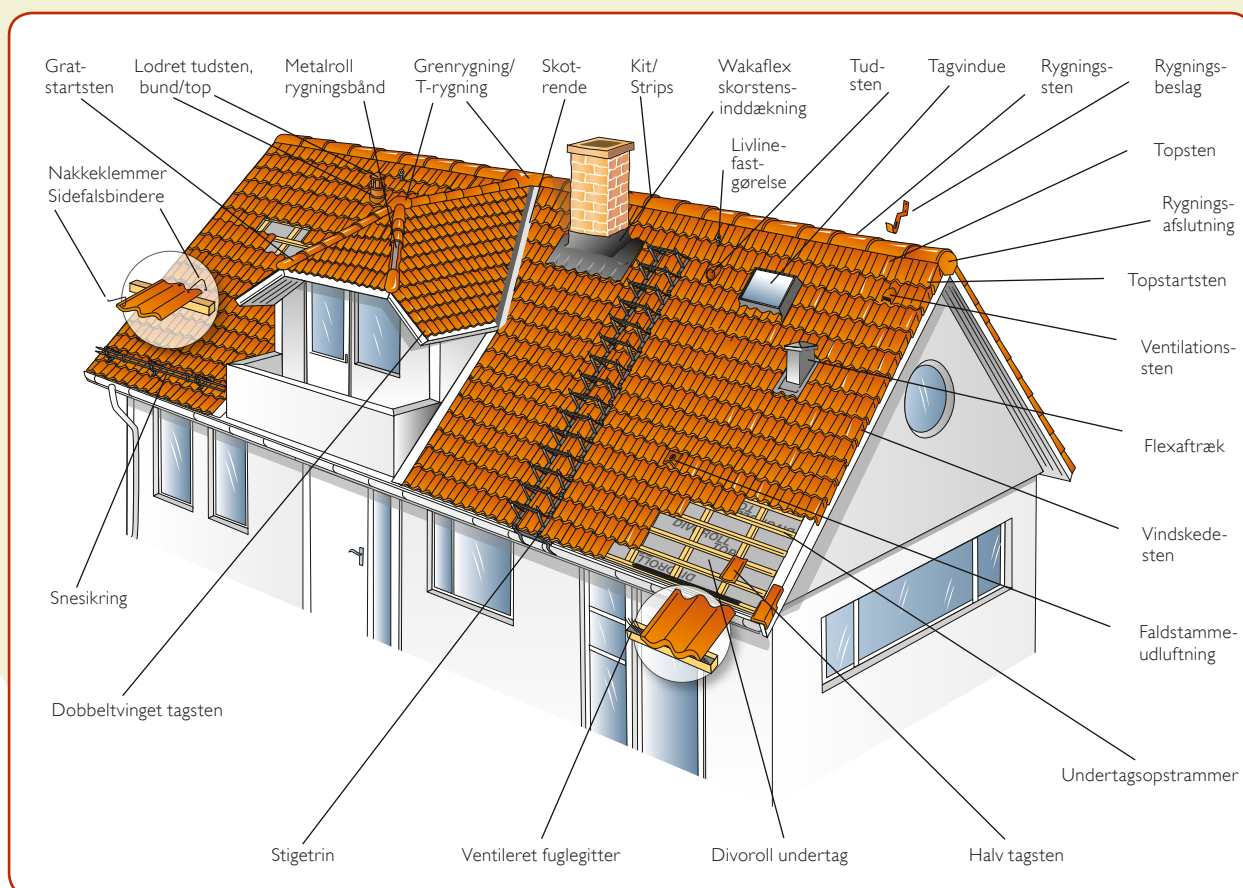 Grat-
startsten
Lodret tudsten,
bund/top
Metalroll
rygningsbånd
Grenrygning/
T-rygning
Skot-
rende
Kit/
Strips
Wakaflex
skorstens-
inddækning
Tud-
sten
Tagvindue
Rygnings-
sten
Rygnings-
beslag
Livline-
fast-
gørelse
Topsten
Nakkeklemmer
Sidefalsbindere
Rygnings-
afslutning
Topstartsten
Ventilations-
sten
Flexaftræk
Vindskede-
sten
Snesikring
Faldstamme-
udluftning
Dobbeltvinget tagsten
Undertagsopstrammer
Stigetrin
Ventileret fuglegitter
Divoroll undertag
Halv tagsten